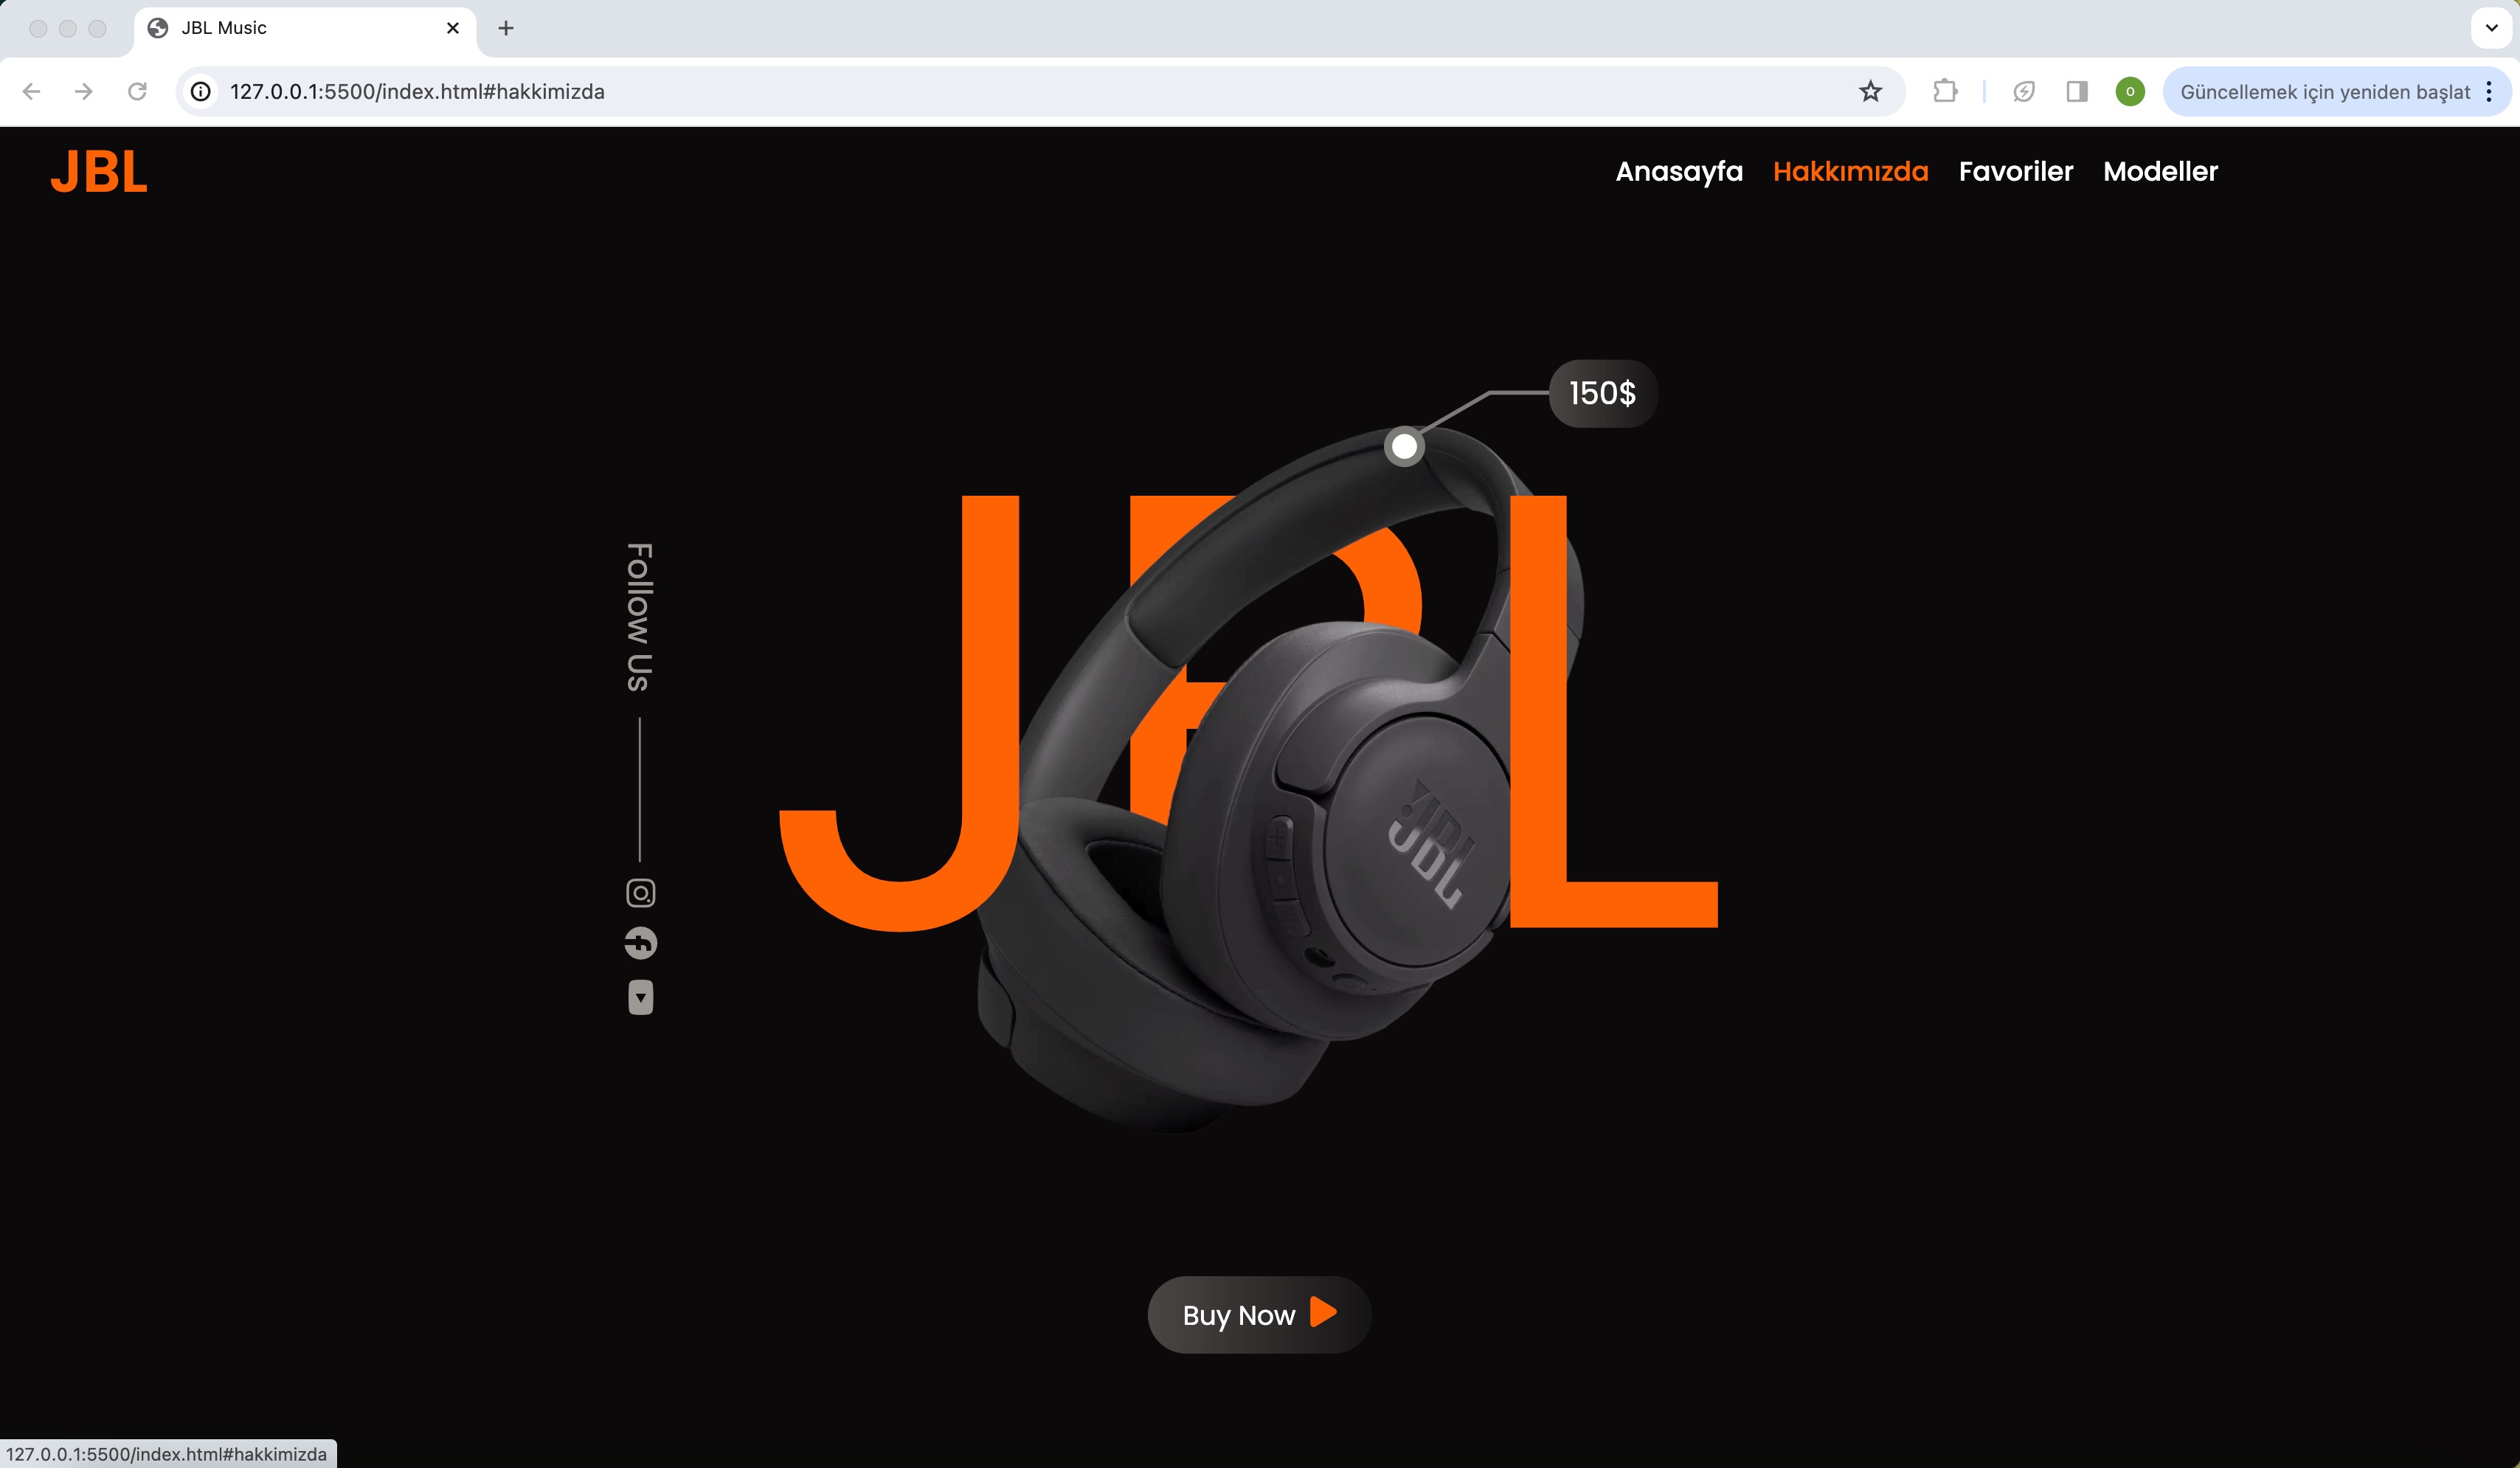 JBL Music
127.0.0.1:5500/index.html#hakkimizda
Güncellemek için yeniden başlat
JBL
Anasayfa Hakkımızda Favoriler Modeller
150$
JBL
JBL
Follow Us
Buy Now
127.0.0.1:5500/index.html#hakkimizda